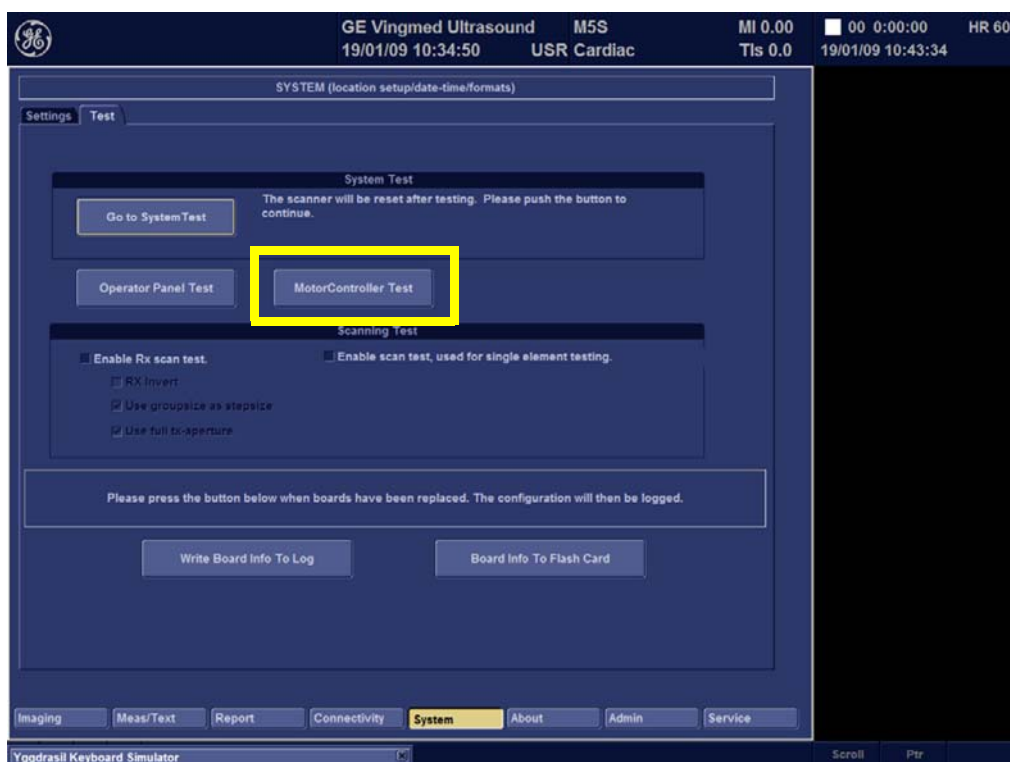 GE Vingmed Ultrasound M5S MI 0.00 00 0:00:00 HR 60
19/01/09 10:34:50 USR Cardiac TIs 0.0 19/01/09 10:43:34
SYSTEM (location setup/date-time/formats)
Settings Test
System Test
Go to SystemTest
The scanner will be reset after testing. Please push the button to
continue.
Operator Panel Test MotorController Test
Scanning Test
Enable Rx scan test. Enable scan test, used for single element testing.
RX Invert
Use groupsize as stepsize
Use full tx-aperture
Please press the button below when boards have been replaced. The configuration will then be logged.
Write Board Info To Log Board Info To Flash Card
Imaging Meas/Text Report Connectivity System About Admin Service
Yggdrasil Keyboard Simulator Scroll Ptr